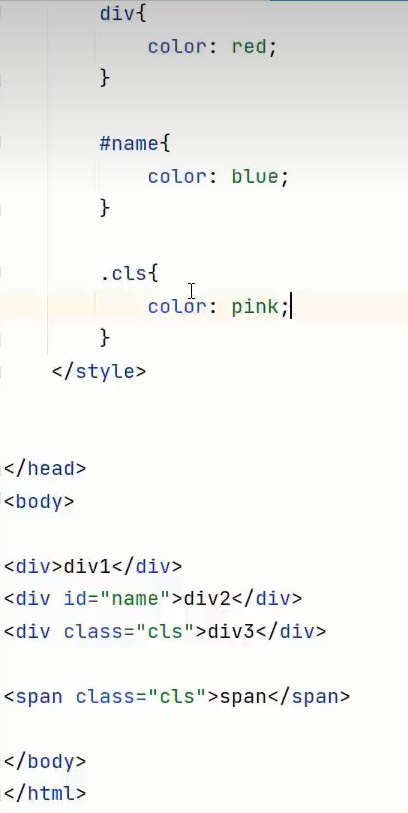 div{
color: red;
}
#name{
color: blue;
}
.cls{
color: pink;
}
</style>
</head>
<body>
<div>div1</div>
<div id="name">div2</div>
<div class="cls">div3</div>
<span class="cls">span</span>
</body>
</html>